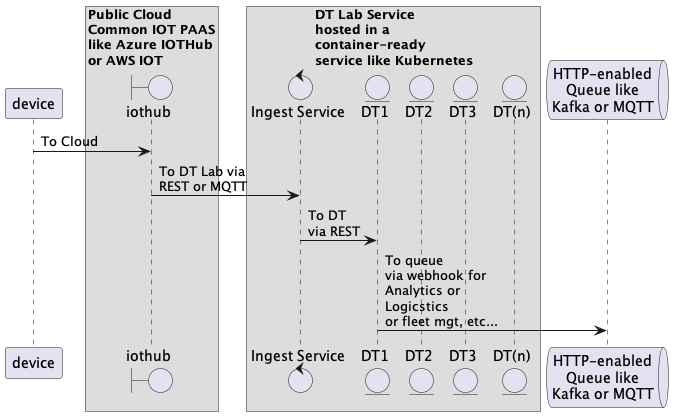 Public Cloud
Common IOT PAAS
like Azure IOTHub
or AWS IOT
DT Lab Service
hosted in a
container-ready
service like Kubernetes
device
iothub
Ingest Service
DT1
DT2
DT3
DT(n)
HTTP-enabled
Queue like
Kafka or MQTT
To Cloud
To DT Lab via
REST or MQTT
To DT
via REST
To queue
via webhook for
Analytics or
Logicstics
or fleet mgt, etc...
device
iothub
Ingest Service
DT1
DT2
DT3
DT(n)
HTTP-enabled
Queue like
Kafka or MQTT